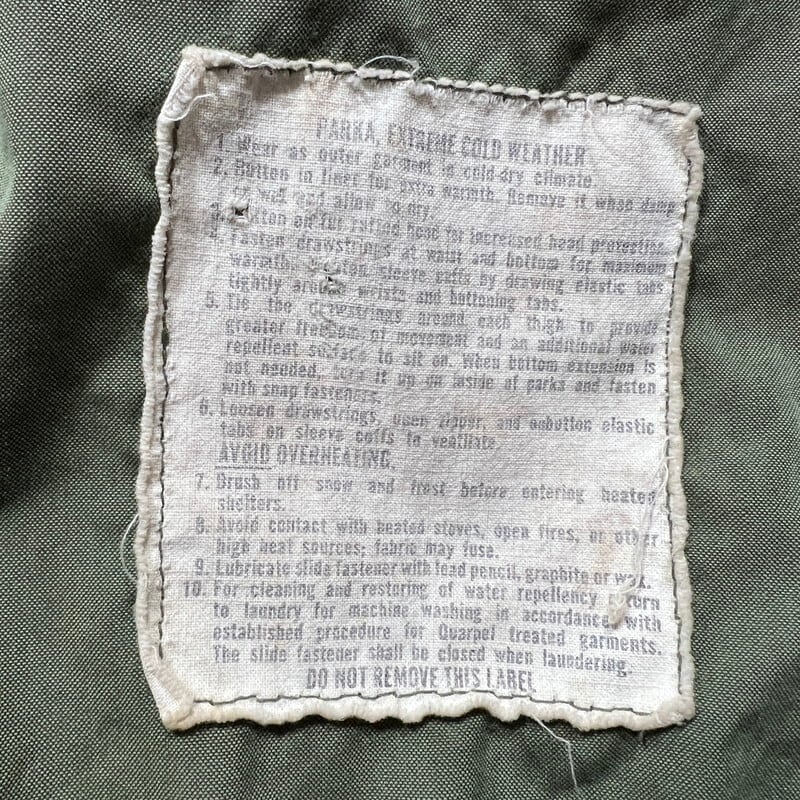 PARKA, EXTREME COLD WEATHER
1. Wear as outer garment in cold-dry climate.
2. Button in liner for extra warmth. Remove it when damp
or wet and allow to dry.
3. Button on fur ruffed hood for increased head protection.
4. Fasten drawstrings at waist and bottom for maximum
warmth. sleeve cuffs by drawing elastic tabs
tightly around wrists and buttoning tabs.
5. Tie the drawstrings around each thigh to provide
greater freedom of movement and an additional water
repellent surface to sit on. When bottom extension is
not needed, it up on inside of parka and fasten
with snap fasteners.
6. Loosen drawstrings, open zipper, and unbutton elastic
tabs on sleeve cuffs to ventilate.
AVOID OVERHEATING.
7. Brush off snow and frost before entering heated
shelters.
8. Avoid contact with heated stoves, open fires, or other
high heat sources; fabric may fuse.
9. Lubricate slide fastener with lead pencil, graphite or wax.
10. For cleaning and restoring of water repellency return
to laundry for machine washing in accordance with
established procedure for Quarpel treated garments.
The slide fastener shall be closed when laundering.
DO NOT REMOVE THIS LABEL